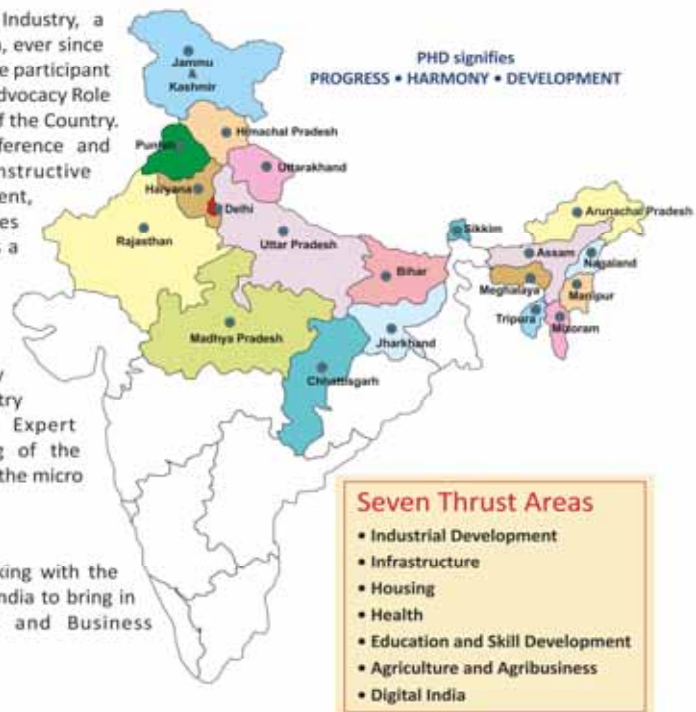 Industry, a
, ever since
e participant
dvocacy Role
f the Country.
ference and
nstructive
ent,
es
s a
y
try
Expert
g of the
the micro
king with the
ndia to bring in
and Business
PHD signifies
PROGRESS • HARMONY • DEVELOPMENT
Jammu
&
Kashmir
Himachal Pradesh
Punjab
Uttarakhand
Haryana
Delhi
Rajasthan
Uttar Pradesh
Bihar
Sikkim
Arunachal Pradesh
Assam
Nagaland
Meghalaya
Manipur
Tripura
Mizoram
Madhya Pradesh
Jharkhand
Chhattisgarh
Seven Thrust Areas
• Industrial Development
• Infrastructure
• Housing
• Health
• Education and Skill Development
• Agriculture and Agribusiness
• Digital India